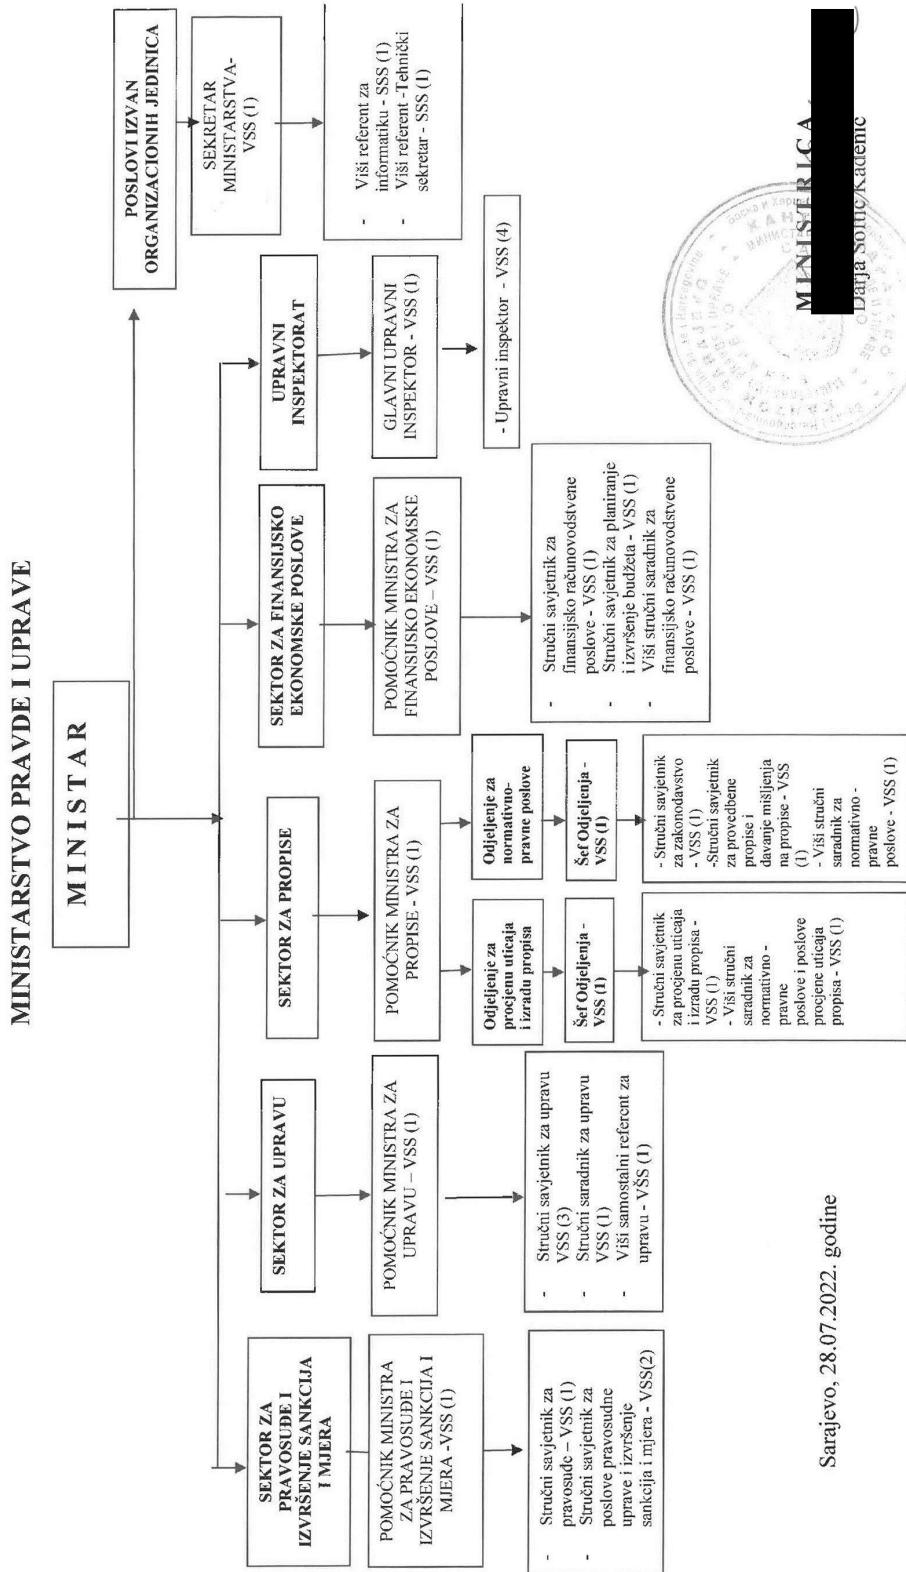 MINISTARSTVO PRAVDE I UPRAVE
MINISTAR
SEKTOR ZA
PRAVOSUĐE I
IZVRŠENJE SANKCIJA
I MJERA
POMOĆNIK MINISTRA
ZA PRAVOSUĐE I
IZVRŠENJE SANKCIJA I
MJERA -VSS (1)
- Stručni savjetnik za
pravosuđe – VSS (1)
- Stručni savjetnik za
poslove pravosudne
uprave i izvršenje
sankcija i mjera - VSS(2)
SEKTOR ZA UPRAVU
POMOĆNIK MINISTRA ZA
UPRAVU – VSS (1)
- Stručni savjetnik za upravu
VSS (3)
- Stručni saradnik za upravu
VSS (1)
- Viši samostalni referent za
upravu - VŠS (1)
SEKTOR ZA PROPISE
POMOĆNIK MINISTRA ZA
PROPISE - VSS (1)
Odjeljenje za
procjenu uticaja
i izradu propisa
Šef Odjeljenja -
VSS (1)
- Stručni savjetnik
za procjenu uticaja
i izradu propisa -
VSS (1)
- Viši stručni
saradnik za
normativno -
pravne
poslove i poslove
procjene uticaja
propisa - VSS (1)
Odjeljenje za
normativno-
pravne poslove
Šef Odjeljenja -
VSS (1)
- Stručni savjetnik
za zakonodavstvo
- VSS (1)
-Stručni savjetnik
za provedbene
propise i
davanje mišljenja
na propise - VSS
(1)
- Viši stručni
saradnik za
normativno -
pravne
poslove - VSS (1)
SEKTOR ZA FINANSIJSKO
EKONOMSKE POSLOVE
POMOĆNIK MINISTRA ZA
FINANSIJSKO EKONOMSKE
POSLOVE – VSS (1)
- Stručni savjetnik za
finansijsko računovodstvene
poslove - VSS (1)
- Stručni savjetnik za planiranje
i izvršenje budžeta - VSS (1)
- Viši stručni saradnik za
finansijsko računovodstvene
poslove - VSS (1)
UPRAVNI
INSPEKTORAT
GLAVNI UPRAVNI
INSPEKTOR - VSS (1)
- Upravni inspektor - VSS (4)
POSLOVI IZVAN
ORGANIZACIONIH JEDINICA
SEKRETAR
MINISTARSTVA-
VSS (1)
- Viši referent za
informatiku - SSS (1)
- Viši referent -Tehnički
sekretar - SSS (1)
Sarajevo, 28.07.2022. godine
MINISTRICA
Darja Softić/Kadenić